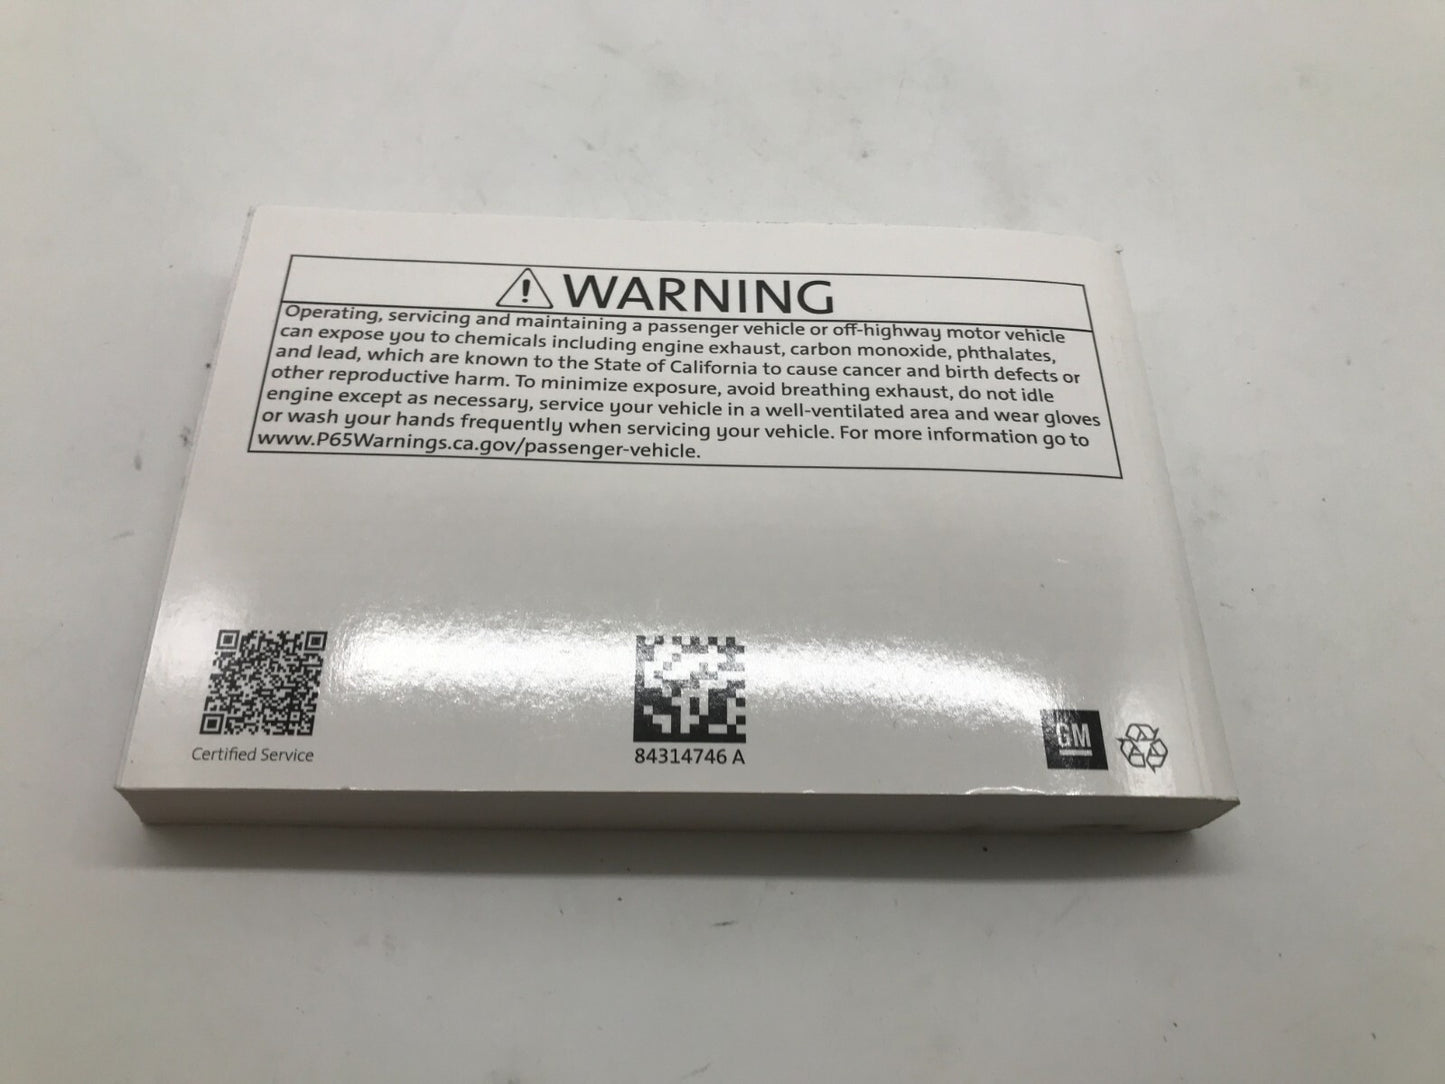 WARNING
Operating, servicing and maintaining a passenger vehicle or off-highway motor vehicle
can expose you to chemicals including engine exhaust, carbon monoxide, phthalates,
and lead, which are known to the State of California to cause cancer and birth defects or
other reproductive harm. To minimize exposure, avoid breathing exhaust, do not idle
engine except as necessary, service your vehicle in a well-ventilated area and wear gloves
or wash your hands frequently when servicing your vehicle. For more information go to
www.P65Warnings.ca.gov/passenger-vehicle.
Certified Service
84314746 A
GM